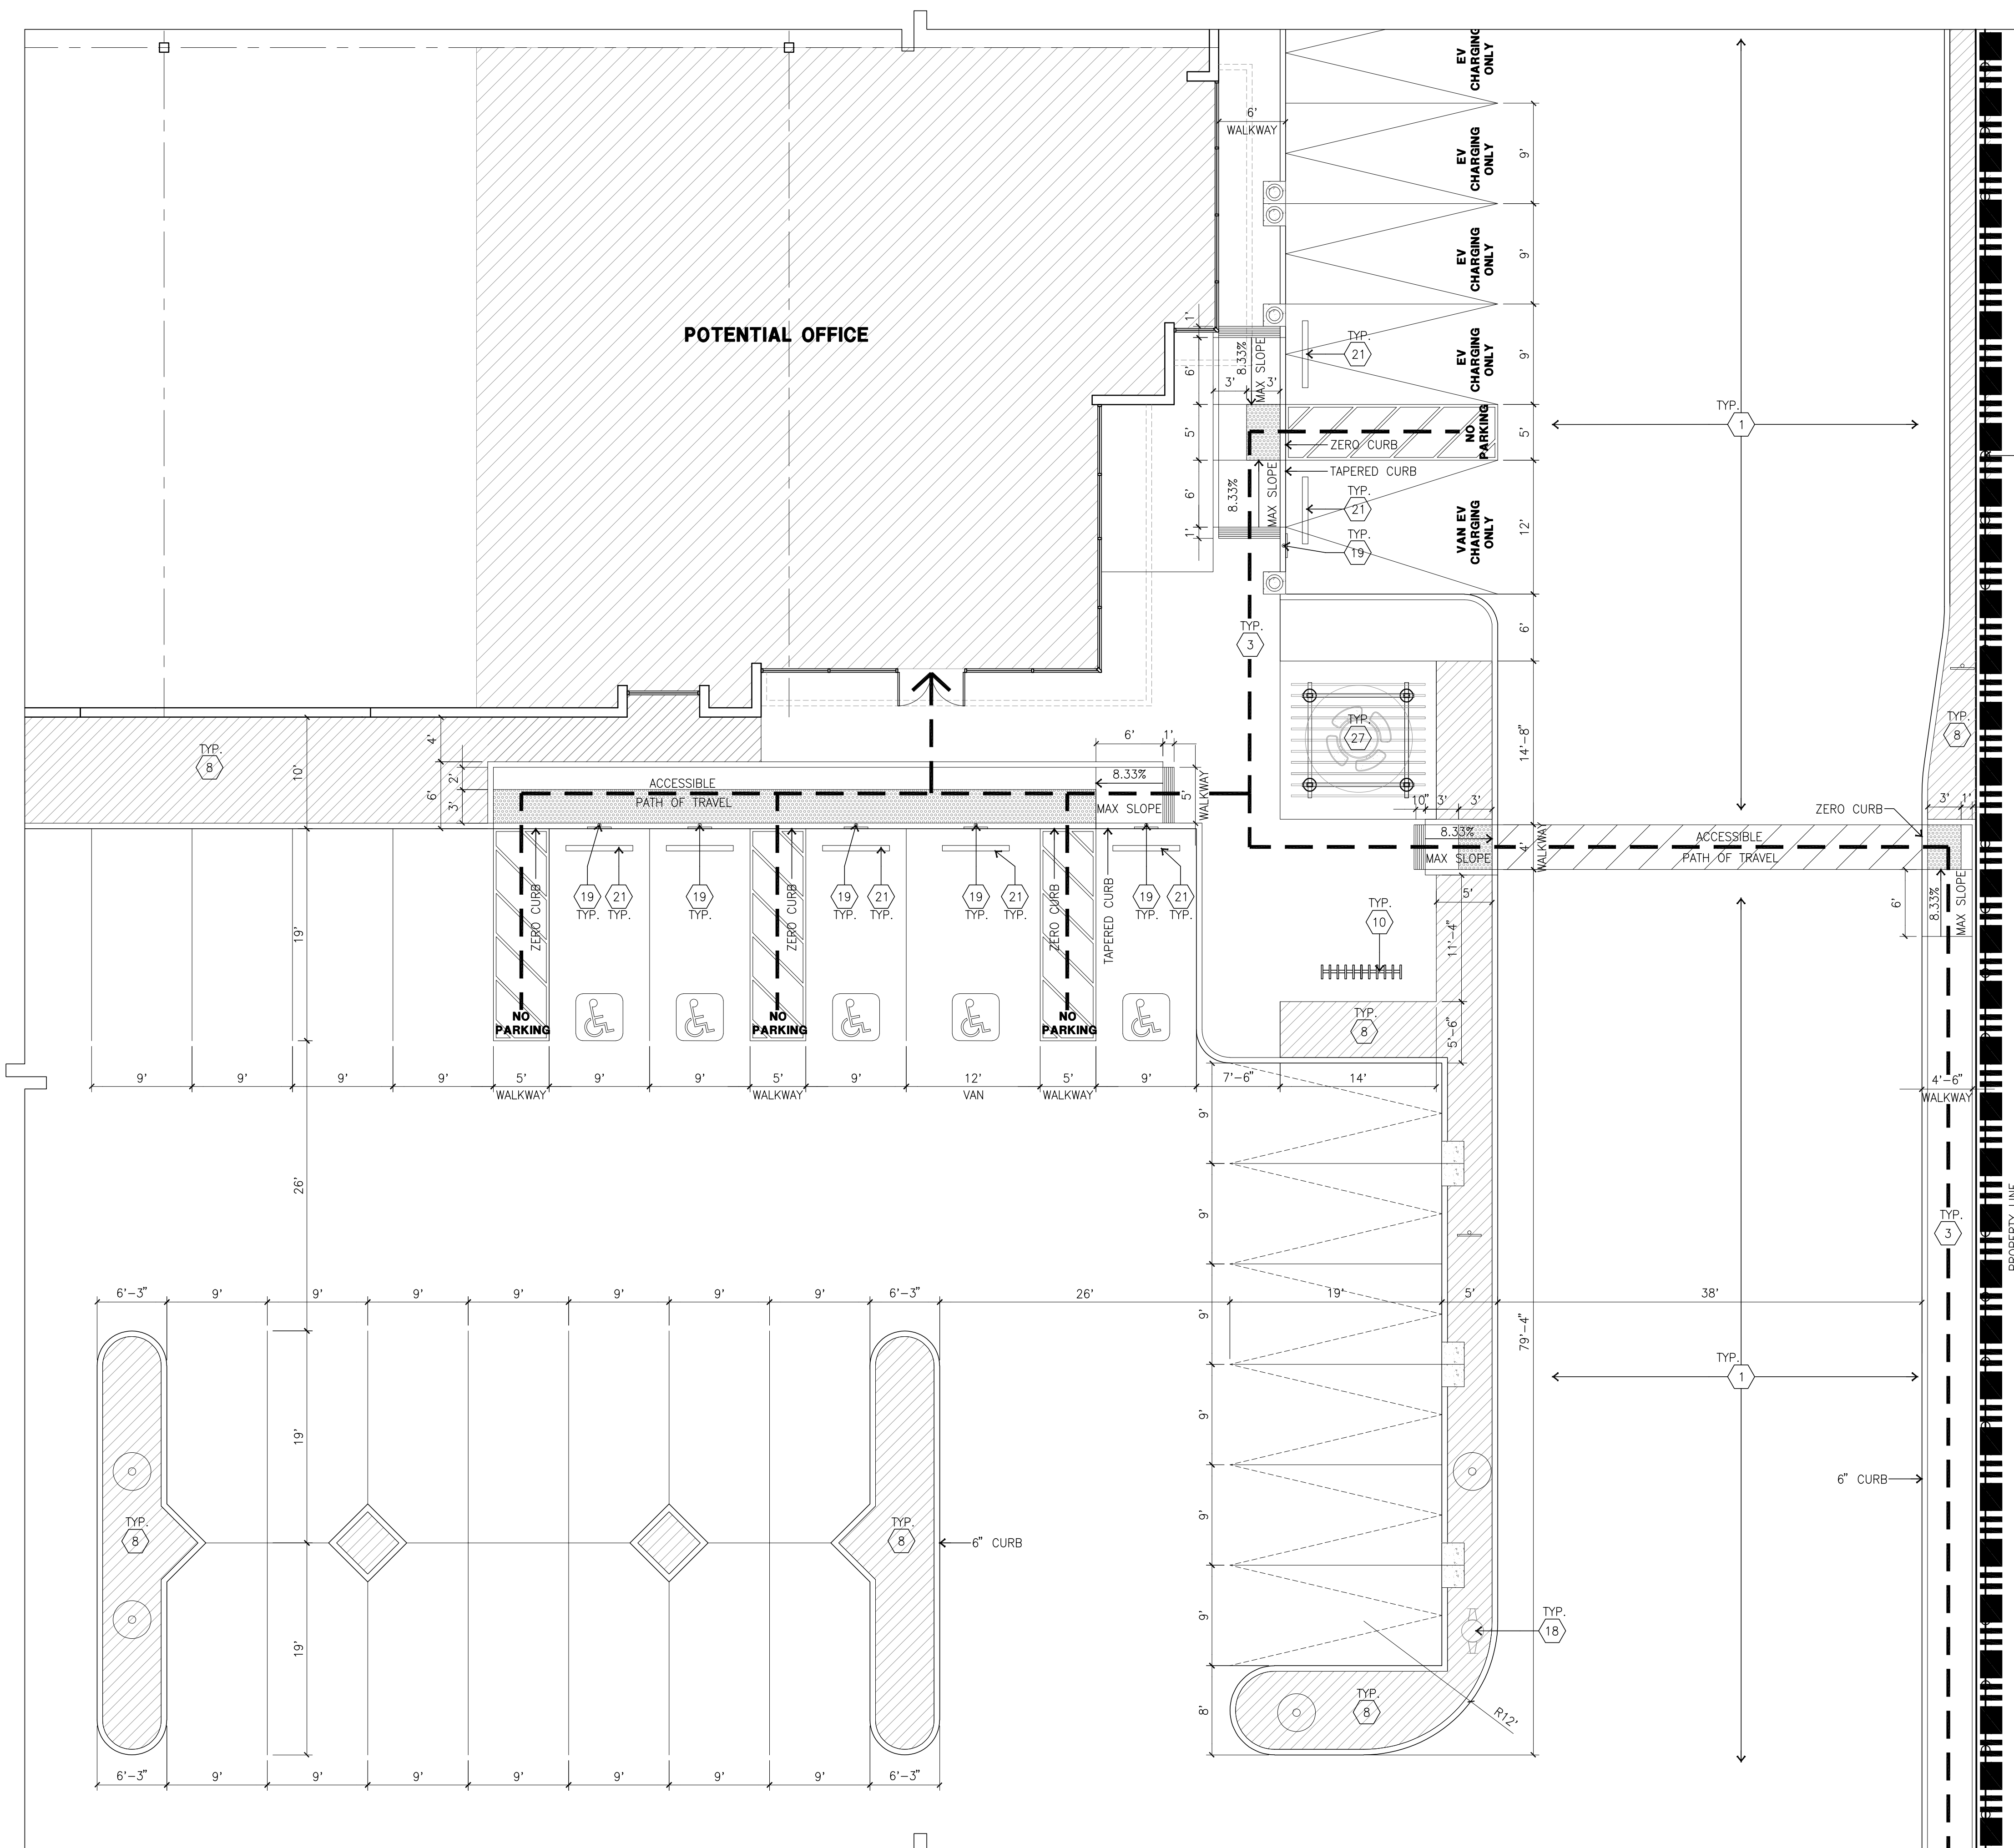 EV
CHARGING
ONLY
6'
WALKWAY
EV
CHARGING
ONLY
9'
EV
CHARGING
ONLY
9'
POTENTIAL OFFICE
1'
8.33%
MAX SLOPE
TYP.
21
EV
CHARGING
ONLY
9'
6'
3'
3'
TYP.
1
5'
ZERO CURB
NO
PARKING
5'
TAPERED CURB
8.33%
MAX SLOPE
6'
TYP.
21
VAN EV
CHARGING
ONLY
12'
1'
TYP.
19
TYP.
3
6'
TYP.
8
10'
4'
6'
2'
3'
ACCESSIBLE
PATH OF TRAVEL
6'
1'
8.33%
MAX SLOPE
5'
WALKWAY
TYP.
27
14'-8"
TYP.
8
10"
3'
3'
8.33%
MAX SLOPE
4'
WALKWAY
ACCESSIBLE
PATH OF TRAVEL
ZERO CURB
3'
1'
19'
ZERO CURB
19
TYP.
21
TYP.
19
TYP.
ZERO CURB
19
TYP.
21
TYP.
19
TYP.
21
TYP.
ZERO CURB
TAPERED CURB
19
TYP.
21
TYP.
5'
TYP.
10
11'-4"
6'
8.33%
MAX SLOPE
NO
PARKING
NO
PARKING
NO
PARKING
TYP.
8
5'-6"
9'
9'
9'
9'
5'
WALKWAY
9'
9'
5'
WALKWAY
9'
12'
VAN
5'
WALKWAY
9'
7'-6"
14'
4'-6"
WALKWAY
26'
9'
9'
TYP.
3
PROPERTY LINE
6'-3"
9'
9'
9'
9'
9'
9'
9'
6'-3"
26'
19'
5'
38'
9'
79'-4"
TYP.
1
19'
9'
6" CURB
TYP.
8
TYP.
8
6" CURB
9'
19'
9'
TYP.
18
TYP.
8
8'
R12'
6'-3"
9'
9'
9'
9'
9'
9'
9'
6'-3"